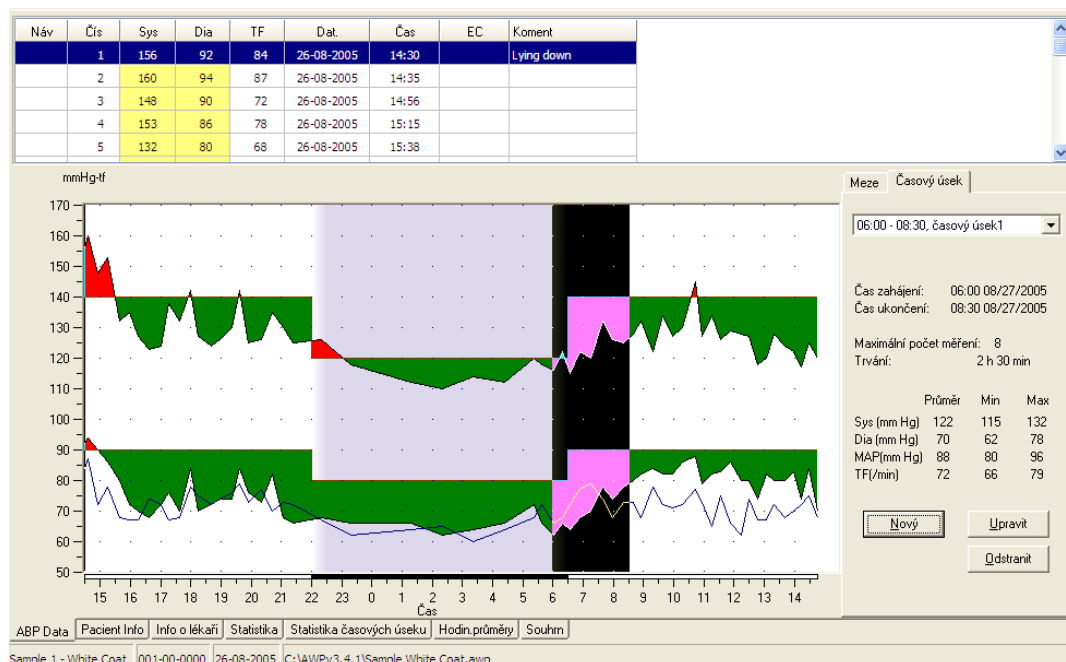 Náv Čís Sys Dia TF Dat. Čas EC Koment
1 156 92 84 26-08-2005 14:30 Lying down
2 160 94 87 26-08-2005 14:35
3 148 90 72 26-08-2005 14:56
4 153 86 78 26-08-2005 15:15
5 132 80 68 26-08-2005 15:38
mmHg-tf
170
160
150
140
130
120
110
100
90
80
70
60
50
15 16 17 18 19 20 21 22 23 0 1 2 3 4 5 6 7 8 9 10 11 12 13 14
Čas
Meze Časový úsek
06:00 - 08:30, časový úsek1
Čas zahájení: 06:00 08/27/2005
Čas ukončení: 08:30 08/27/2005
Maximální počet měření: 8
Trvání: 2 h 30 min
Průměr Min Max
Sys (mm Hg) 122 115 132
Dia (mm Hg) 70 62 78
MAP(mm Hg) 88 80 96
TF(/min) 72 66 79
Nový Upravit
Odstranit
ABP Data Pacient Info Info o lékaři Statistika Statistika časových úseku Hodin.průměry Souhrn
Sample 1 - White Coat 001-00-0000 26-08-2005 C:\AWPv3.4.1\Sample White Coat.awp